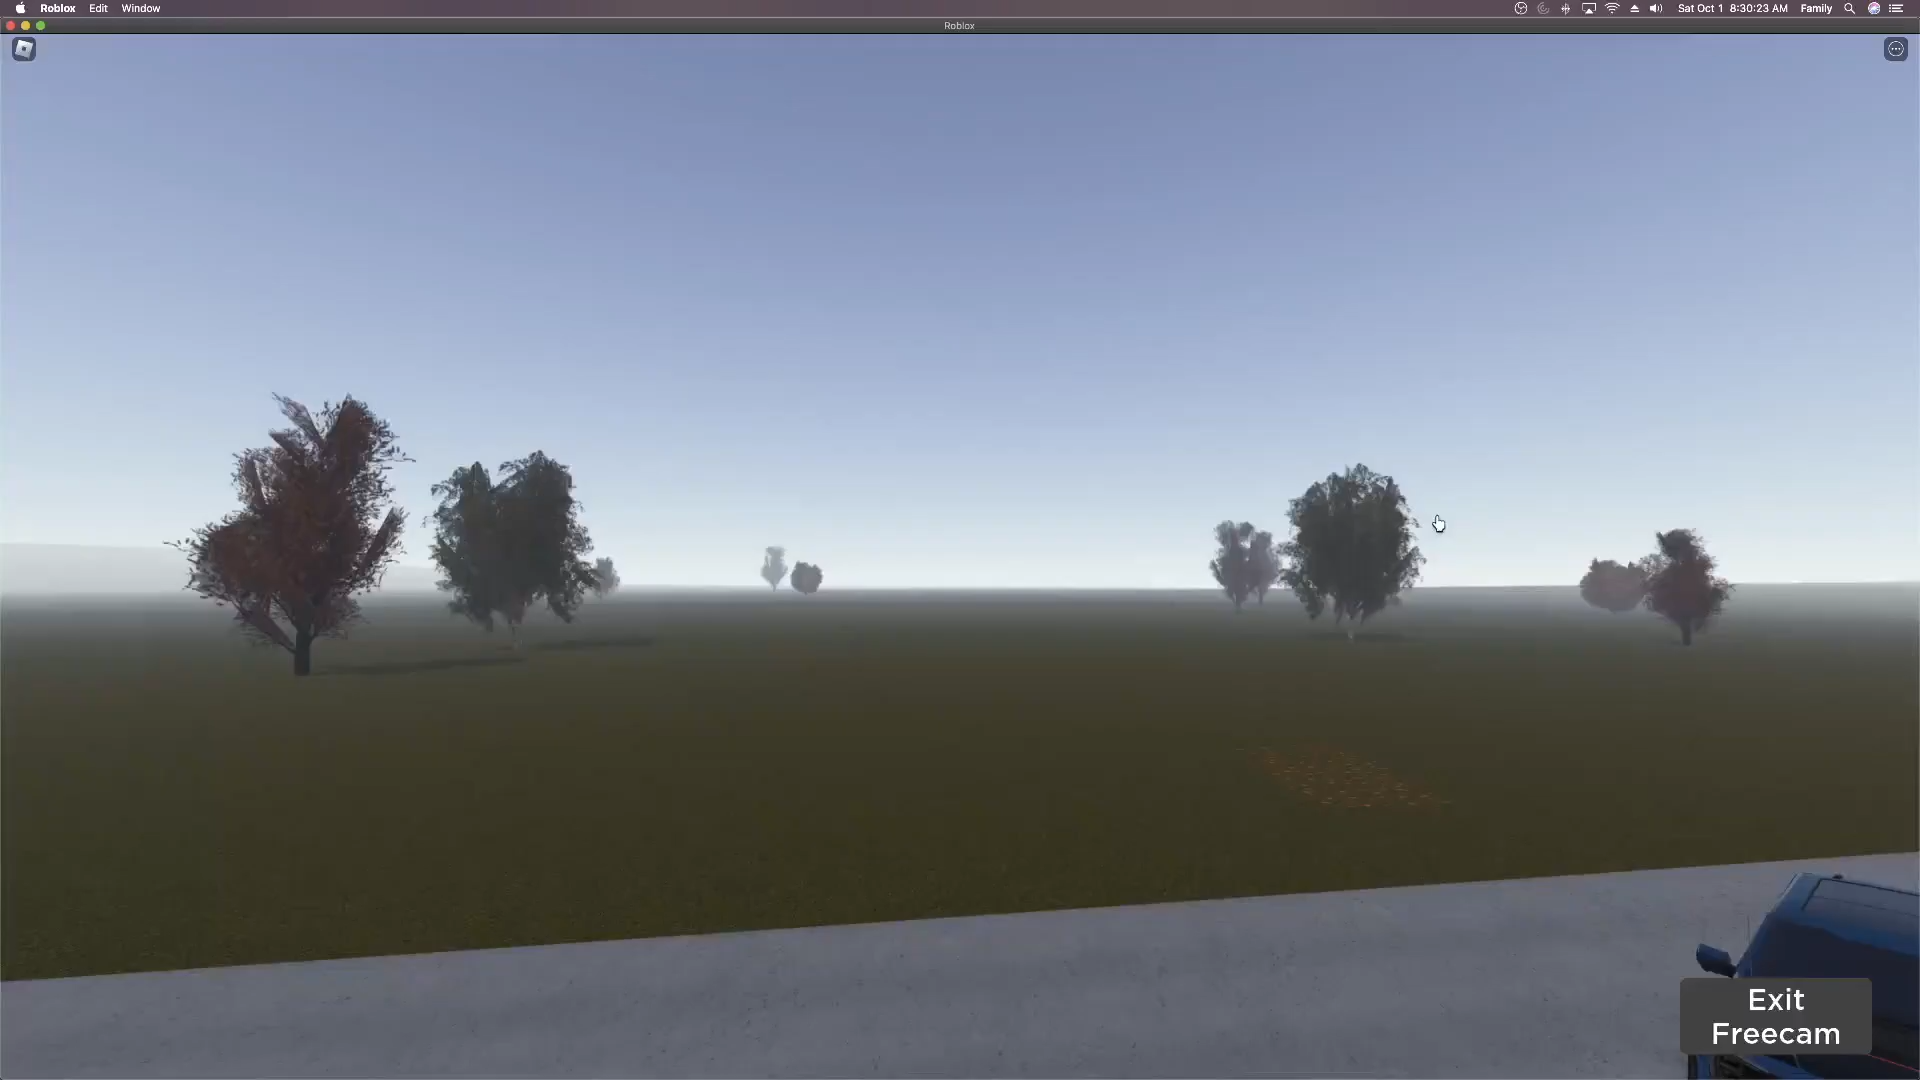 Roblox Edit Window
Sat Oct 1 8:30:23 AM Family
Roblox
Exit
Freecam